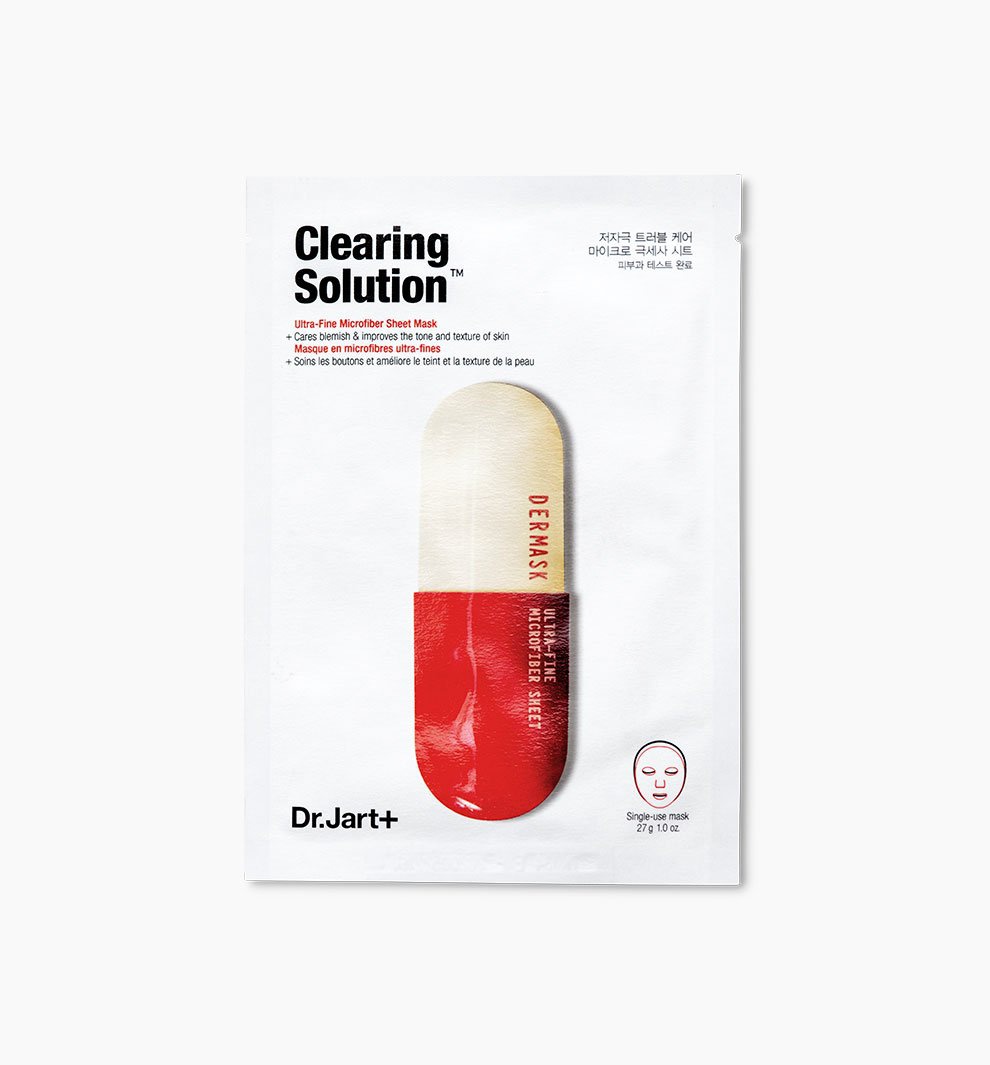 Clearing
Solution™
Ultra-Fine Microfiber Sheet Mask
+ Cares blemish & improves the tone and texture of skin
Masque en microfibres ultra-fines
+ Soins les boutons et améliore le teint et la texture de la peau
저자극 트러블 케어
마이크로 극세사 시트
피부과 테스트 완료
DERMASK
ULTRA-FINE
MICROFIBER SHEET
Dr.Jart+
Single-use mask
27 g 1.0 oz.